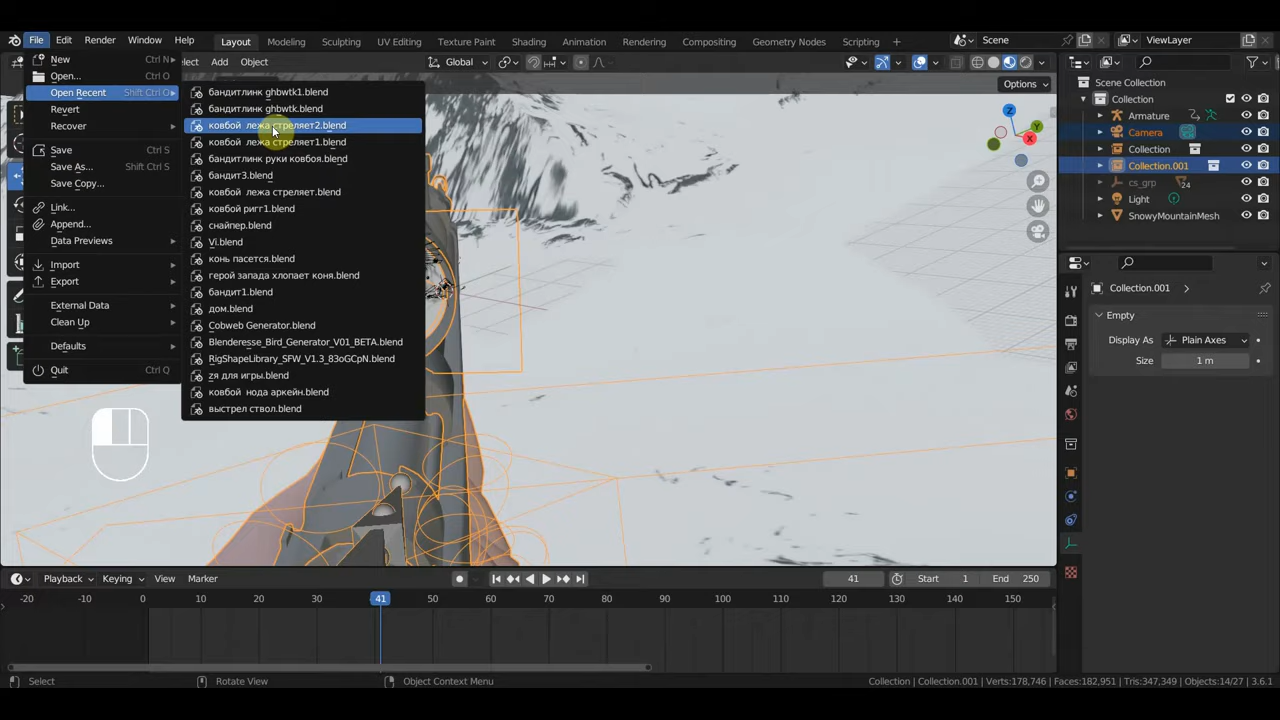 File Edit Render Window Help Layout Modeling Sculpting UV Editing Texture Paint Shading Animation Rendering Compositing Geometry Nodes Scripting + Scene ViewLayer
Add Object Global Options
New Ctrl N
Open... Ctrl O
Open Recent Shift Ctrl O
Revert
Recover
Save Ctrl S
Save As... Shift Ctrl S
Save Copy...
Link...
Append...
Data Previews
Import
Export
External Data
Clean Up
Defaults
Quit Ctrl Q
бандитлинк ghbwtk1.blend
бандитлинк ghbwtk.blend
ковбой лежа стреляет2.blend
ковбой лежа стреляет1.blend
бандитлинк руки ковбоя.blend
бандит3.blend
ковбой лежа стреляет.blend
ковбой ригг1.blend
снайпер.blend
Vi.blend
конь пасется.blend
герой запада хлопает коня.blend
бандит1.blend
дом.blend
Cobweb Generator.blend
Blenderesse_Bird_Generator_V01_BETA.blend
RigShapeLibrary_SFW_V1.3_83oGCpN.blend
zя для игры.blend
ковбой нода аркейн.blend
выстрел ствол.blend
Z
Y
X
Scene Collection
Collection
Armature
Camera
Collection
Collection.001
cs_grp 24
Light
SnowyMountainMesh
Collection.001
Empty
Display As Plain Axes
Size 1 m
Playback Keying View Marker 41 Start 1 End 250
-20 -10 0 10 20 30 41 50 60 70 80 90 100 110 120 130 140 150
Select Rotate View Object Context Menu Collection | Collection.001 | Verts:178,746 | Faces:182,951 | Tris:347,349 | Objects:14/27 | 3.6.1